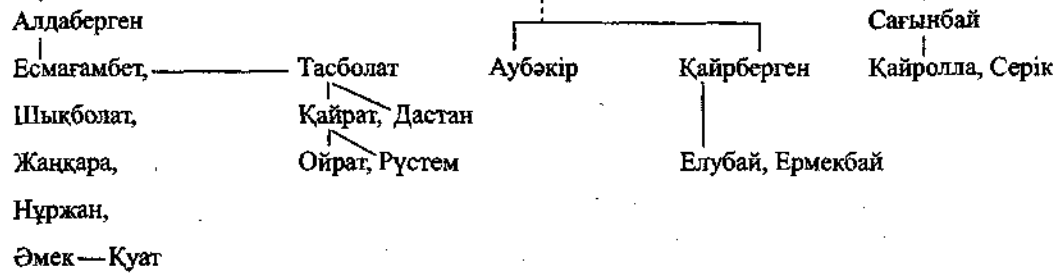 Алдаберген Сағынбай
Есмағамбет, Тасболат Аубәкір Қайрберген Қайролла, Серік
Шықболат, Қайрат, Дастан
Жаңқара, Ойрат, Рүстем Елубай, Ермекбай
Нұржан,
Әмек—Қуат